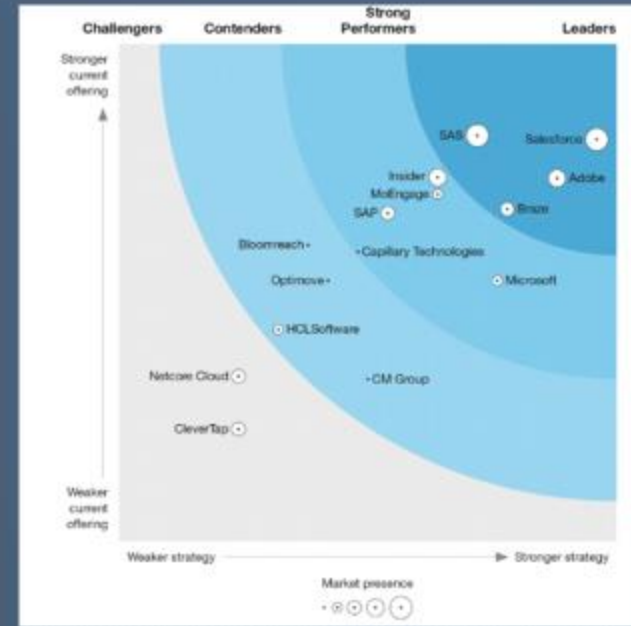 Strong
Challengers Contenders Performers Leaders
Stronger
current
offering
SAS
Salesforce
Insider
Adobe
MoEngage
SAP
Braze
Bloomreach
Capillary Technologies
Optimove
Microsoft
HCLSoftware
Netcore Cloud
CM Group
CleverTap
Weaker
current
offering
Weaker strategy Stronger strategy
Market presence